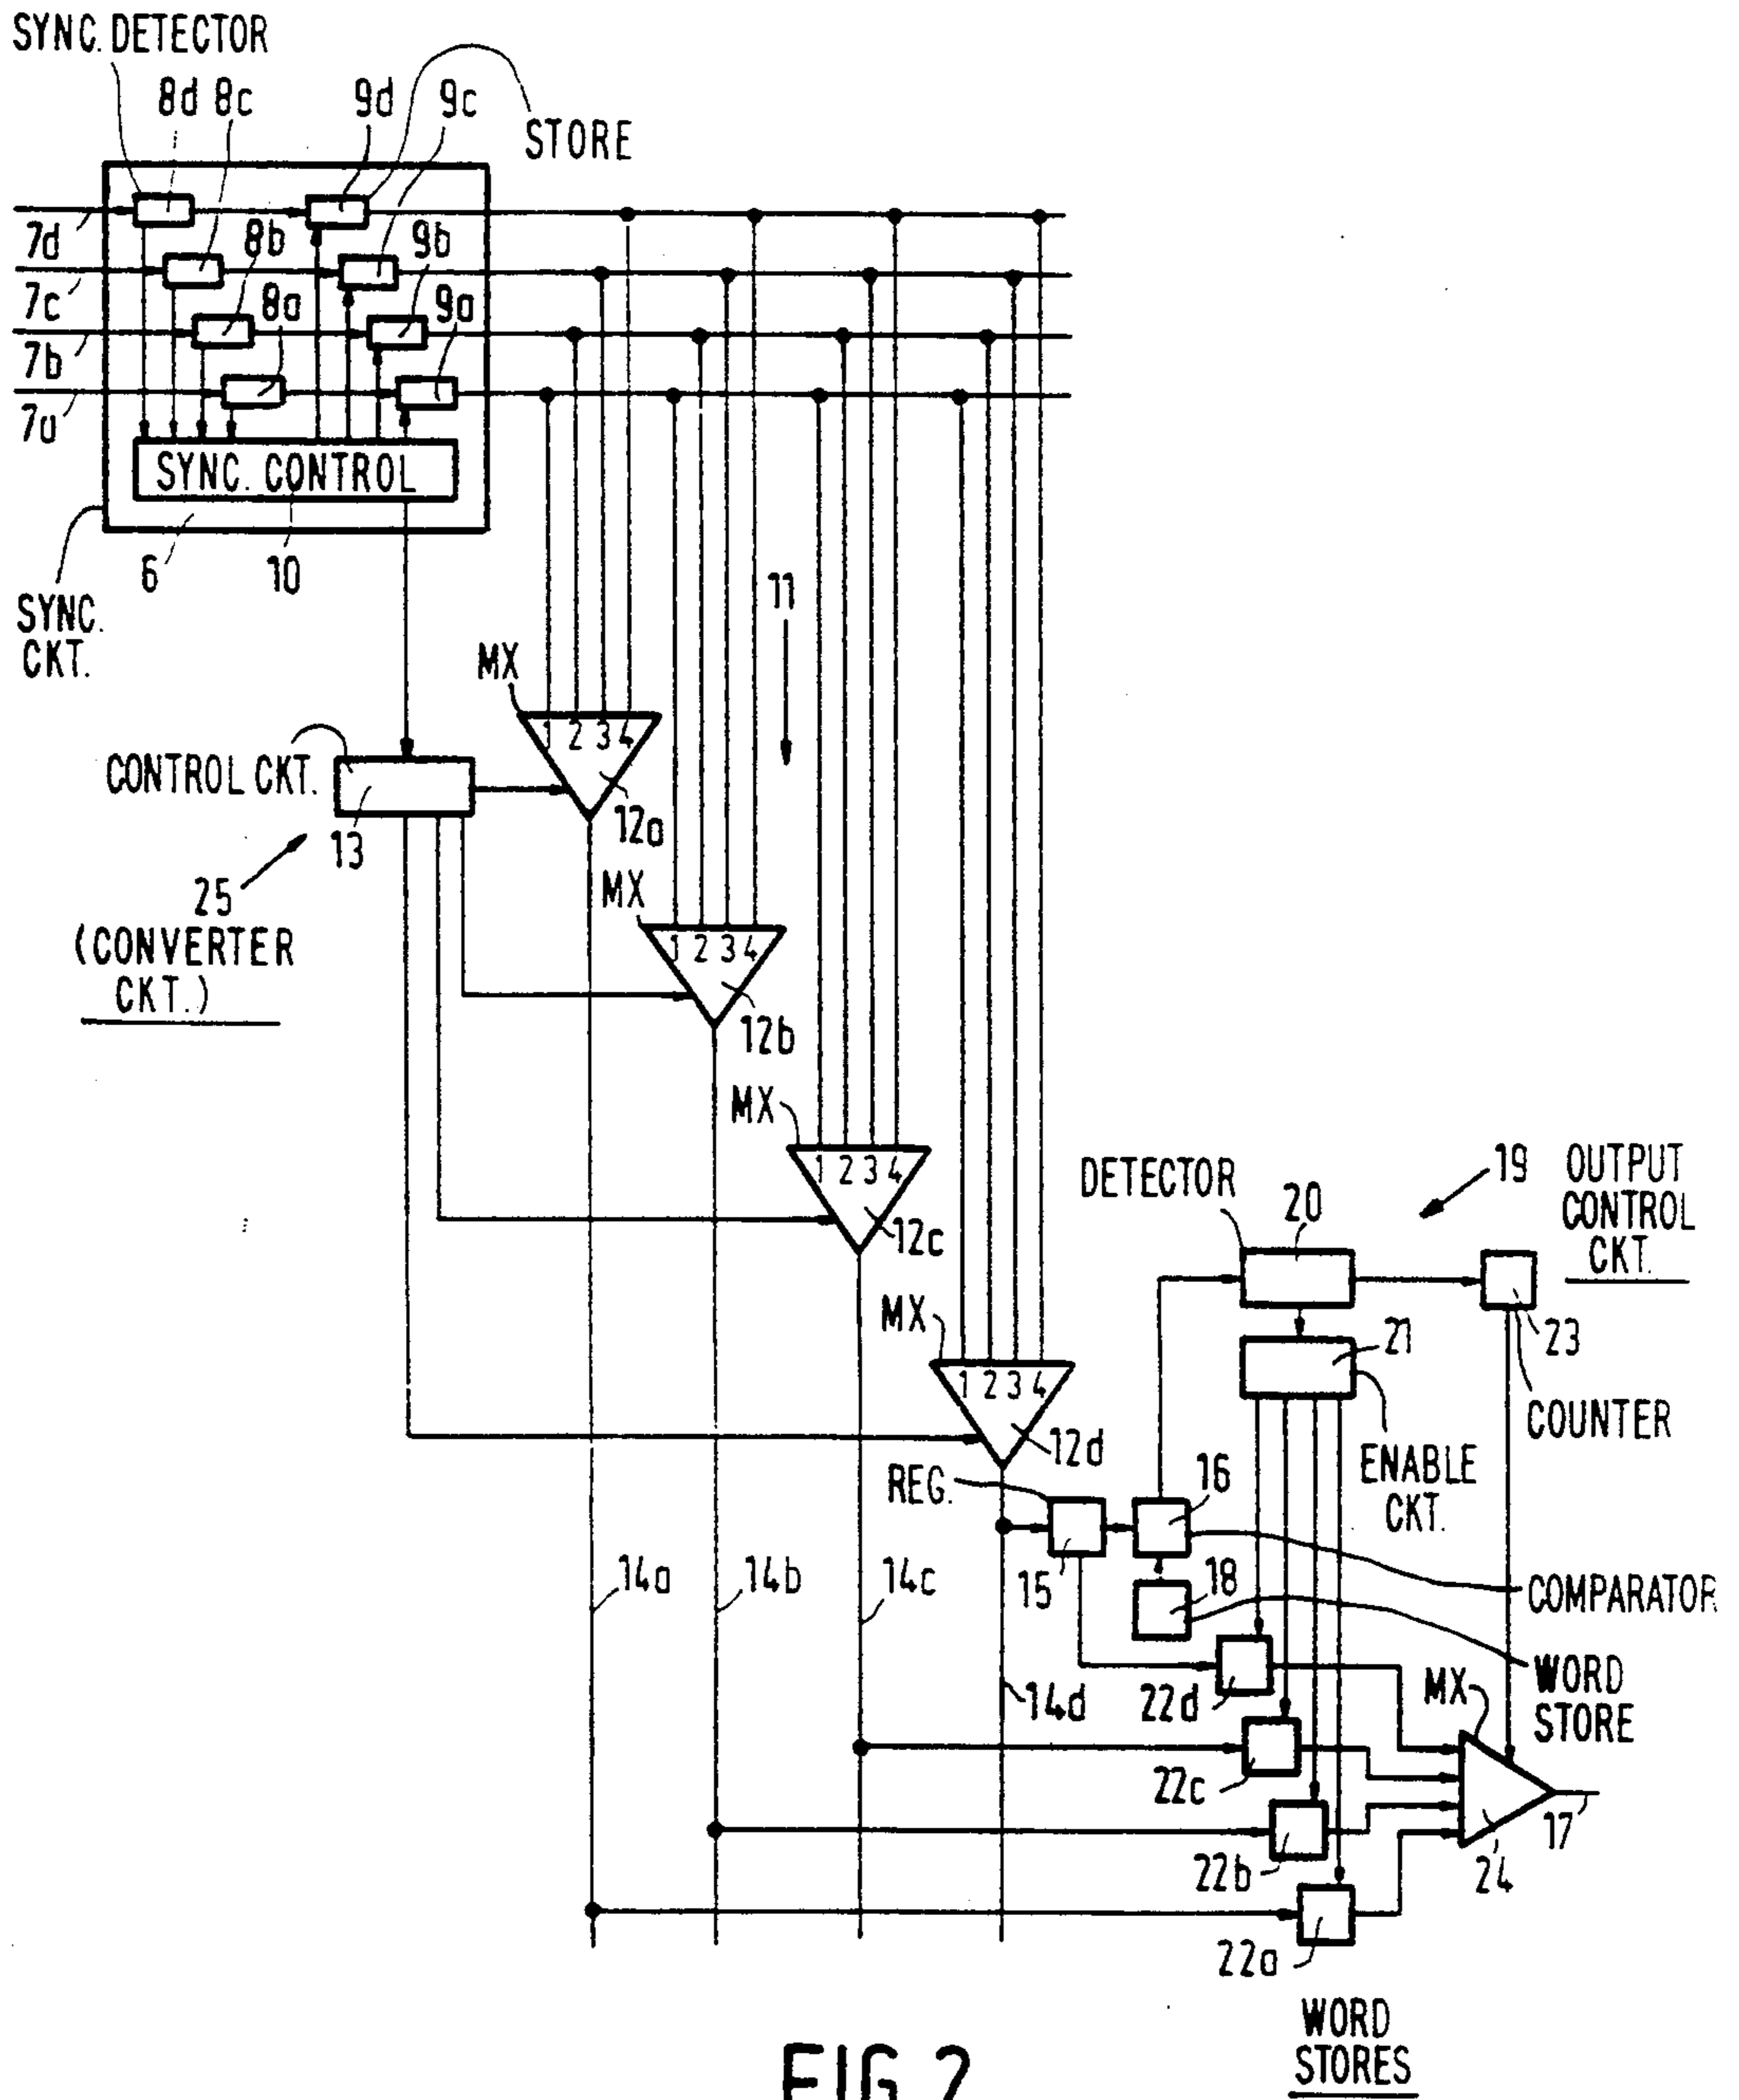 SYNC. DETECTOR
8d 8c 9d 9c
STORE
7d 8b 9b
7c 8a 9a
7b
7a
SYNC. CONTROL
6 10
SYNC.
CKT.
11
MX
1 2 3 4
CONTROL CKT.
12a
13
25
MX
(CONVERTER
CKT.)
1 2 3 4
12b
MX
1 2 3 4
12c
DETECTOR
20
19 OUTPUT
CONTROL
CKT.
MX
21
23
1 2 3 4
COUNTER
12d
ENABLE
CKT.
REG.
16
14a 14b 14c 15 18
COMPARATOR
14d 22d
MX
WORD
STORE
22c
17
22b
24
22a
WORD
STORES
FIG. 2